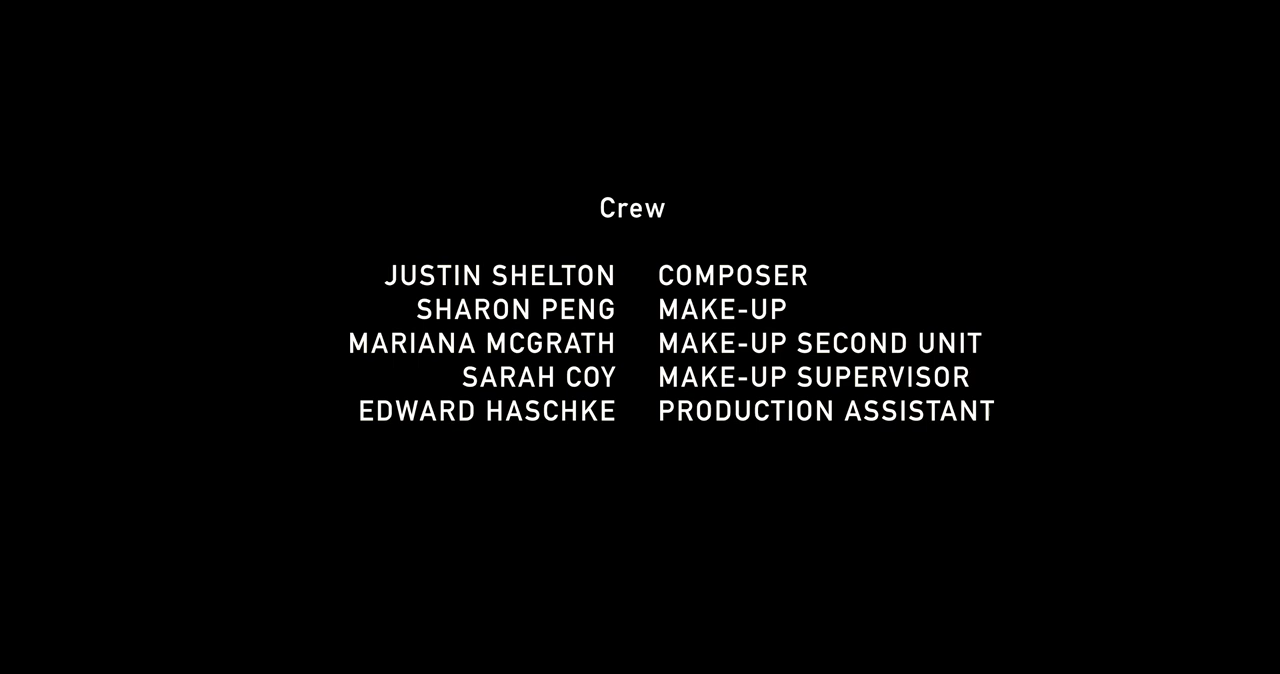 Crew
JUSTIN SHELTON COMPOSER
SHARON PENG MAKE-UP
MARIANA MCGRATH MAKE-UP SECOND UNIT
SARAH COY MAKE-UP SUPERVISOR
EDWARD HASCHKE PRODUCTION ASSISTANT